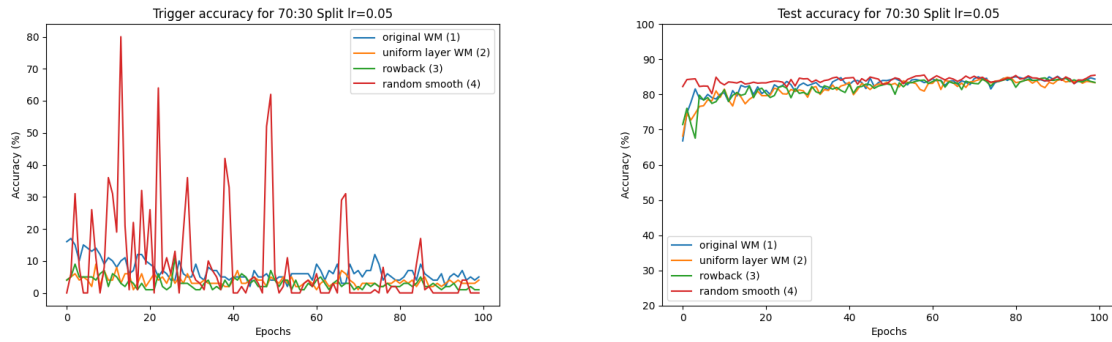 Trigger accuracy for 70:30 Split lr=0.05
Accuracy (%)
80
70
60
50
40
30
20
10
0
original WM (1)
uniform layer WM (2)
rowback (3)
random smooth (4)
0
20
40
60
80
100
Epochs
Test accuracy for 70:30 Split lr=0.05
Accuracy (%)
100
90
80
70
60
50
40
30
20
original WM (1)
uniform layer WM (2)
rowback (3)
random smooth (4)
0
20
40
60
80
100
Epochs